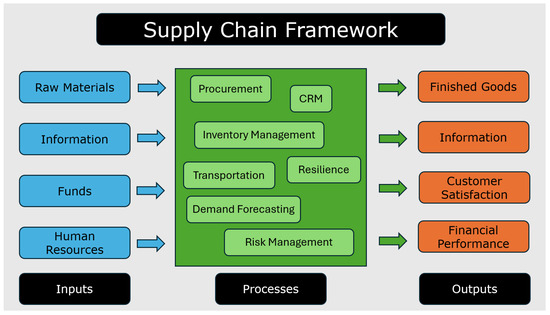 Supply Chain Framework
Raw Materials
Information
Funds
Human
Resources
Inputs
Procurement
CRM
Inventory Management
Transportation
Resilience
Demand Forecasting
Risk Management
Processes
Finished Goods
Information
Customer
Satisfaction
Financial
Performance
Outputs